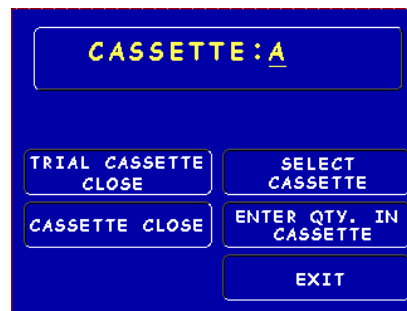 CASSETTE:A
TRIAL CASSETTE
CLOSE
SELECT
CASSETTE
CASSETTE CLOSE
ENTER QTY. IN
CASSETTE
EXIT